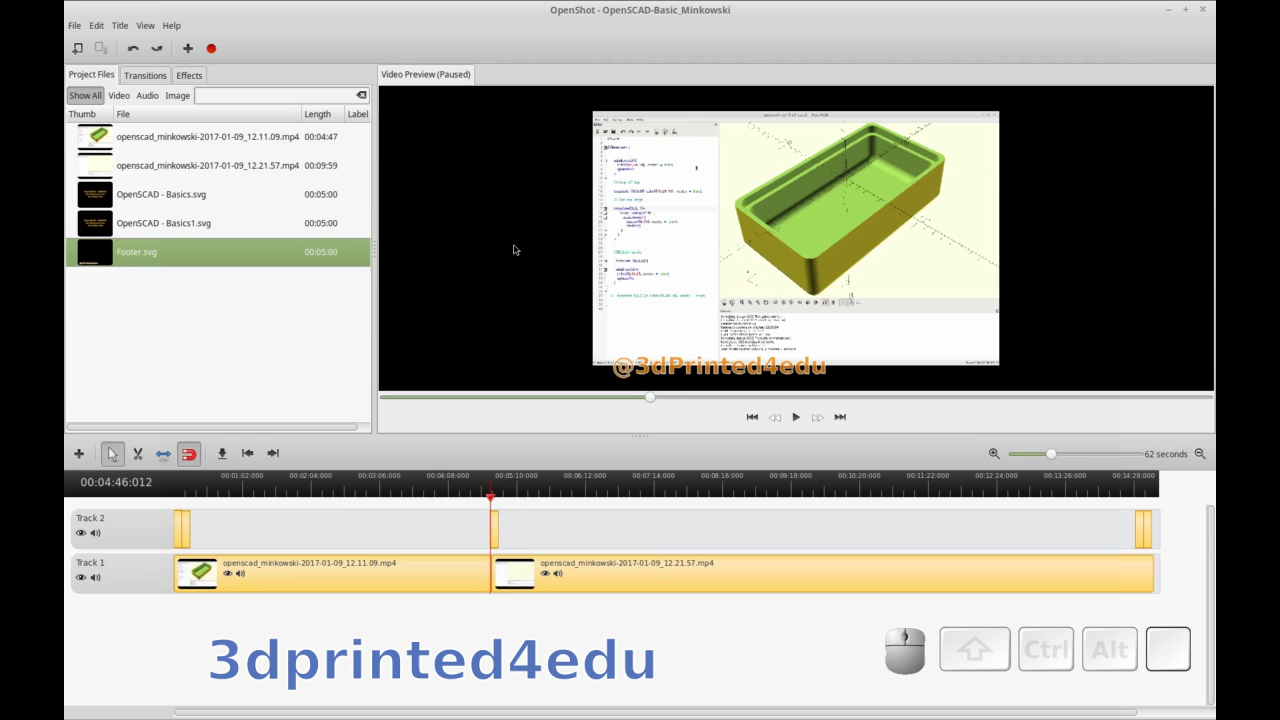 OpenShot - OpenSCAD-Basic_Minkowski
File Edit Title View Help
Project Files Transitions Effects
Video Preview (Paused)
Show All Video Audio Image
Thumb File Length Label
openscad_minkowski-2017-01-09_12.11.09.mp4 00:04:47
openscad_minkowski-2017-01-09_12.21.57.mp4 00:09:59
OpenSCAD - Basics.svg 00:05:00
OpenSCAD - Basics1.svg 00:05:00
Footer.svg 00:05:00
@3dPrinted4edu
62 seconds
00:04:46:012
00:01:02:000 00:02:04:000 00:03:06:000 00:04:08:000 00:05:10:000 00:06:12:000 00:07:14:000 00:08:16:000 00:09:18:000 00:10:20:000 00:11:22:000 00:12:24:000 00:13:26:000 00:14:28:000
Track 2
Track 1
openscad_minkowski-2017-01-09_12.11.09.mp4
openscad_minkowski-2017-01-09_12.21.57.mp4
3dprinted4edu
Ctrl Alt